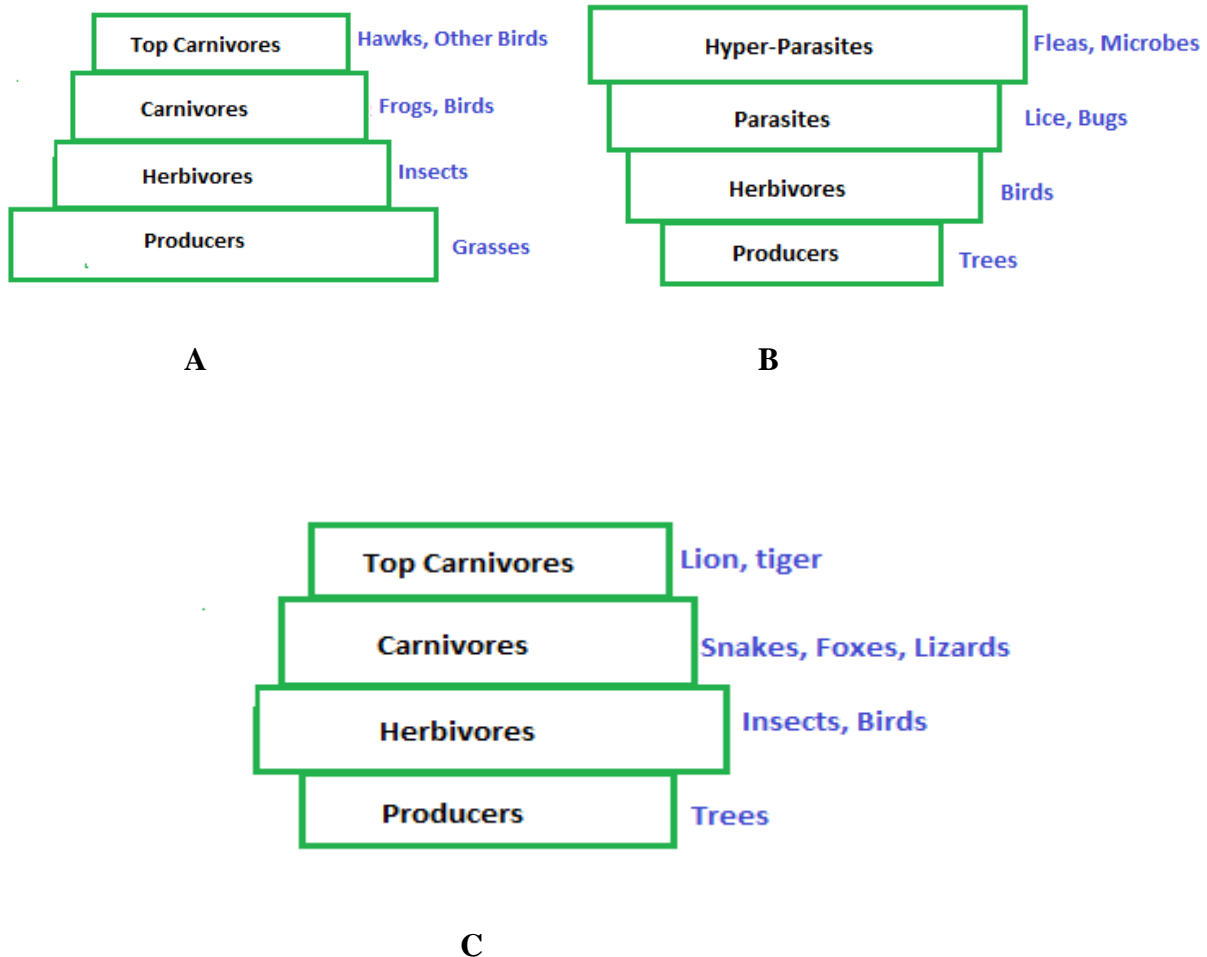 Top Carnivores Hawks, Other Birds
Carnivores Frogs, Birds
Herbivores Insects
Producers Grasses
A
Hyper-Parasites Fleas, Microbes
Parasites Lice, Bugs
Herbivores Birds
Producers Trees
B
Top Carnivores Lion, tiger
Carnivores Snakes, Foxes, Lizards
Herbivores Insects, Birds
Producers Trees
C